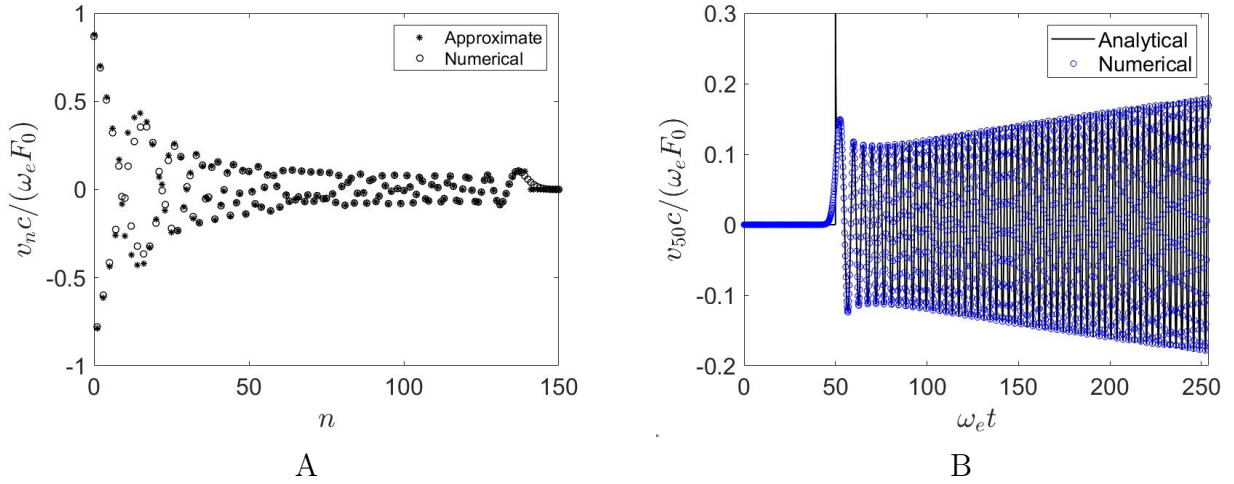 1
0.5
0
-0.5
-1
0
50
100
150
v_n c/(ω_e F_0)
n
Approximate
Numerical
A
0.3
0.2
0.1
0
-0.1
-0.2
0
50
100
150
200
250
v_{50} c/(ω_e F_0)
ω_e t
Analytical
Numerical
B